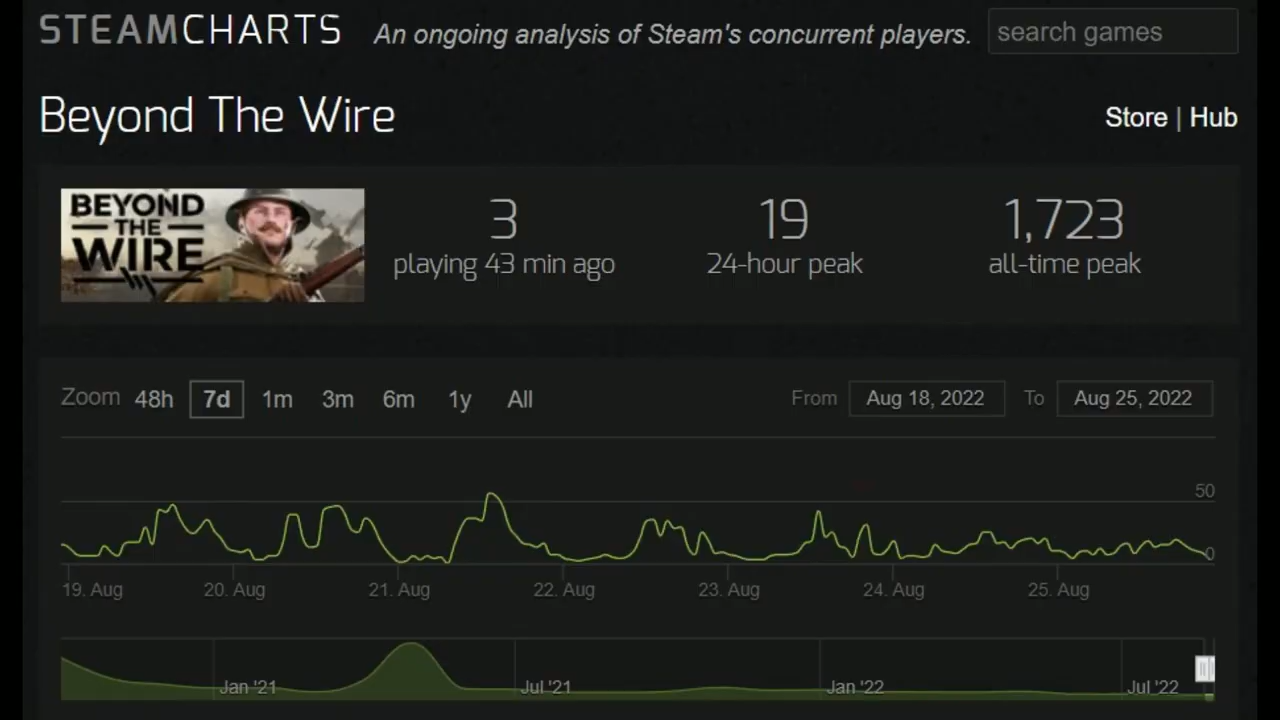 STEAMCHARTS An ongoing analysis of Steam's concurrent players. search games
Beyond The Wire Store | Hub
BEYOND
THE
WIRE
3 19 1,723
playing 43 min ago 24-hour peak all-time peak
Zoom 48h 7d 1m 3m 6m 1y All From Aug 18, 2022 To Aug 25, 2022
50
0
19. Aug 20. Aug 21. Aug 22. Aug 23. Aug 24. Aug 25. Aug
Jan '21 Jul '21 Jan '22 Jul '22